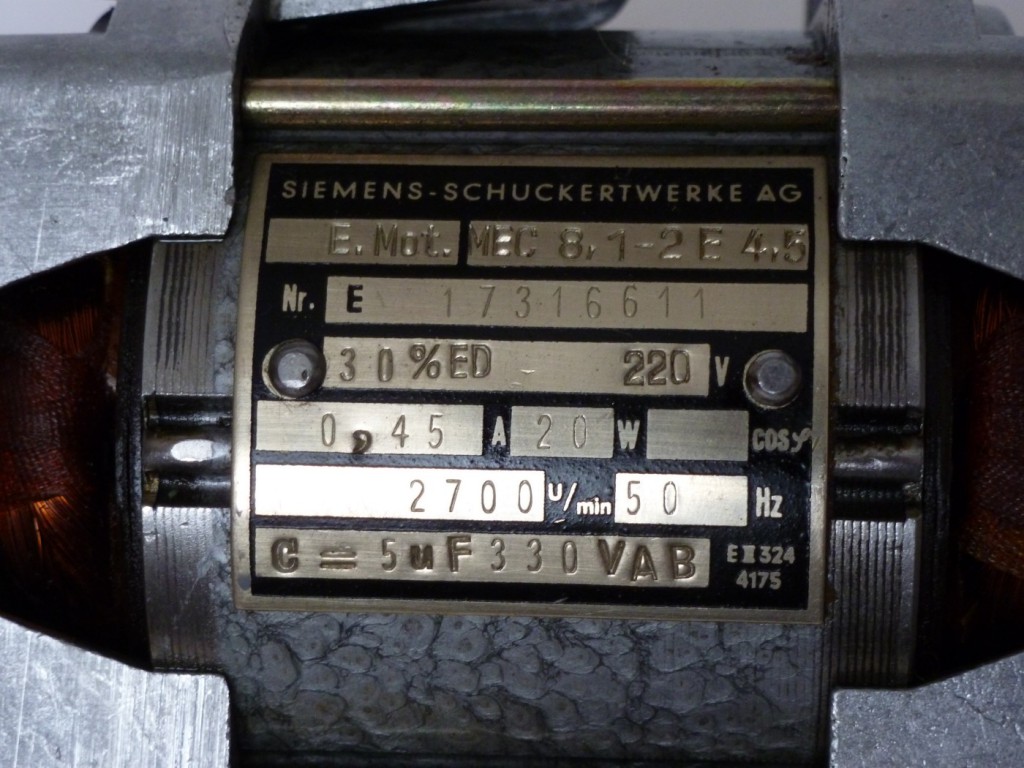 SIEMENS-SCHUCKERTWERKE AG
E. Mot. MEC 8,1-2 E 4,5
Nr. E 17316611
30 %ED 220 V
0,45 A 20 W cosφ
2700 U/min 50 Hz
C = 5uF 330 VAB
E II 324
4175